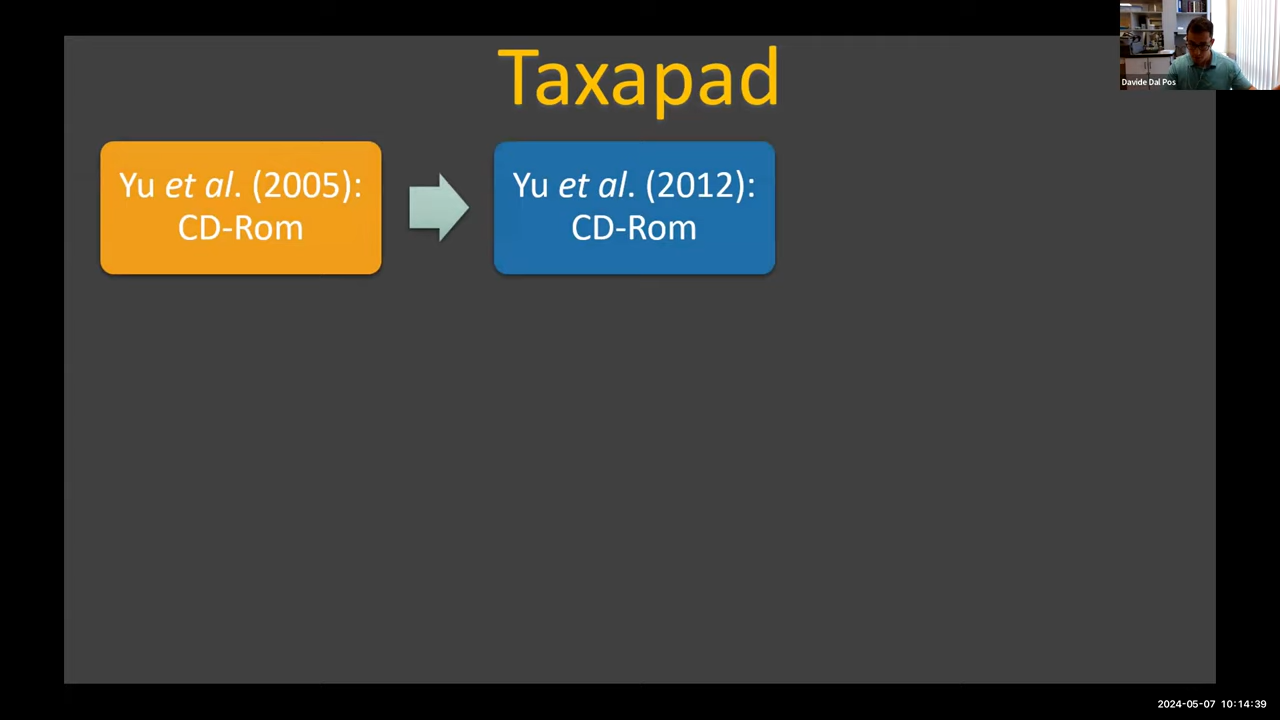 Taxapad
Davide Dal Pos
Yu et al. (2005):
CD-Rom
Yu et al. (2012):
CD-Rom
2024-05-07 10:14:39